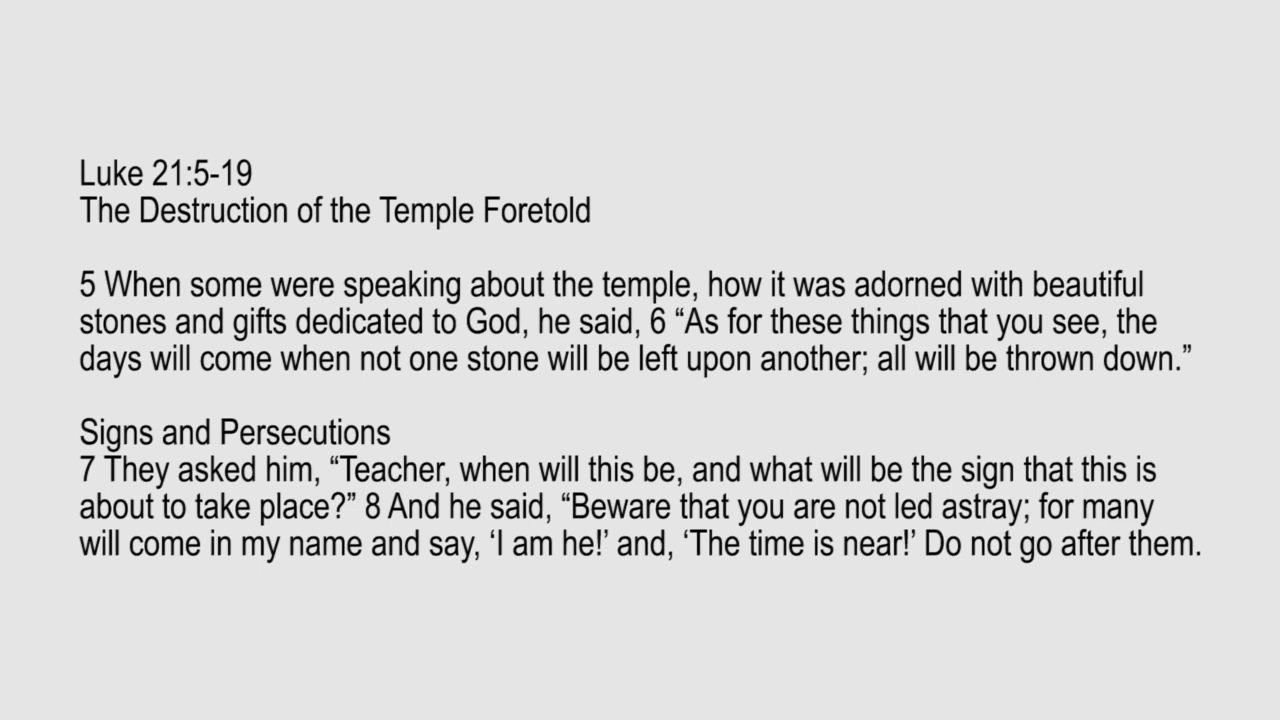 Luke 21:5-19
The Destruction of the Temple Foretold
5 When some were speaking about the temple, how it was adorned with beautiful
stones and gifts dedicated to God, he said, 6 “As for these things that you see, the
days will come when not one stone will be left upon another; all will be thrown down.”
Signs and Persecutions
7 They asked him, “Teacher, when will this be, and what will be the sign that this is
about to take place?” 8 And he said, “Beware that you are not led astray; for many
will come in my name and say, ‘I am he!’ and, ‘The time is near!’ Do not go after them.